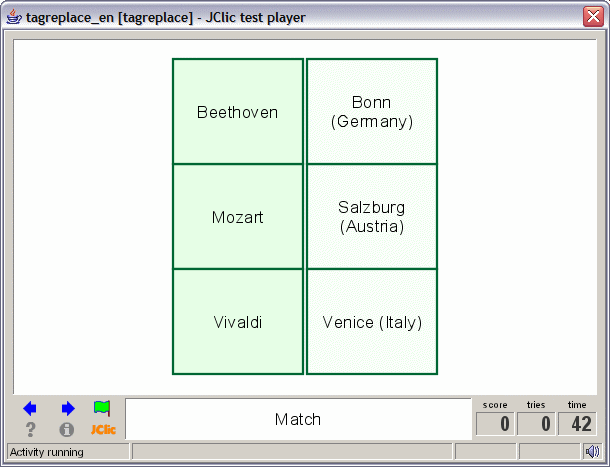 tagreplace_en [tagreplace] - JClic test player
Beethoven
Bonn
(Germany)
Mozart
Salzburg
(Austria)
Vivaldi
Venice (Italy)
?
i
JClic
Match
score
0
tries
0
time
42
Activity running